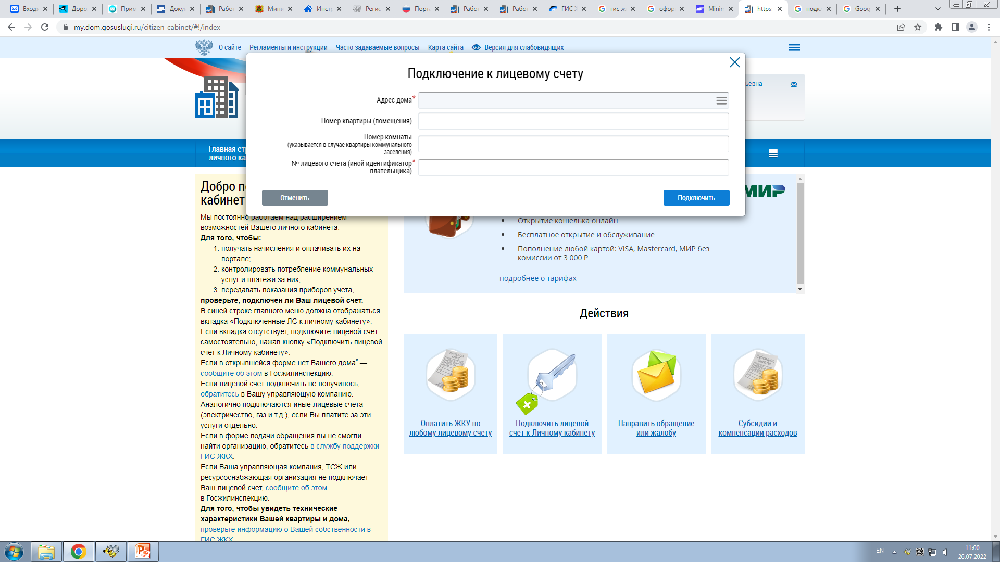 Входя
Доро
Прим
Доку
Работ
Мини
Инстр
Регис
Порта
Работ
Работ
ГИС Ж
гис ж
офор
Minin
https:
подкл
Goog
my.dom.gosuslugi.ru/citizen-cabinet/#!/index
О сайте
Регламенты и инструкции
Часто задаваемые вопросы
Карта сайта
Версия для слабовидящих
Подключение к лицевому счету
Адрес дома*
Номер квартиры (помещения)
Номер комнаты
(указывается в случае квартиры коммунального
заселения)
№ лицевого счета (иной идентификатор*
плательщика)
Отменить
Подключить
ьевна
Главная стр
личного ка
Добро п
кабинет
Мы постоянно работаем над расширением
возможностей Вашего личного кабинета.
Для того, чтобы:
1. получать начисления и оплачивать их на
портале;
2. контролировать потребление коммунальных
услуг и платежи за них;
3. передавать показания приборов учета,
проверьте, подключен ли Ваш лицевой счет.
В синей строке главного меню должна отображаться
вкладка «Подключенные ЛС к личному кабинету».
Если вкладка отсутствует, подключите лицевой счет
самостоятельно, нажав кнопку «Подключить лицевой
счет к Личному кабинету».
Если в открывшейся форме нет Вашего дома* —
сообщите об этом в Госжилинспекцию.
Если лицевой счет подключить не получилось,
обратитесь в Вашу управляющую компанию.
Аналогично подключаются иные лицевые счета
(электричество, газ и т.д.), если Вы платите за эти
услуги отдельно.
Если в форме подачи обращения вы не смогли
найти организацию, обратитесь в службу поддержки
ГИС ЖКХ.
Если Ваша управляющая компания, ТСЖ или
ресурсоснабжающая организация не подключает
Ваш лицевой счет, сообщите об этом
в Госжилинспекцию.
Для того, чтобы увидеть технические
характеристики Вашей квартиры и дома,
проверьте информацию о Вашей собственности в
ГИС ЖКХ
МИР
• Открытие кошелька онлайн
• Бесплатное открытие и обслуживание
• Пополнение любой картой: VISA, Mastercard, МИР без
комиссии от 3 000 ₽
подробнее о тарифах
Действия
лицевой
счет
Субсидии,
льготы
Оплатить ЖКУ по
любому лицевому счету
Подключить лицевой
счет к Личному кабинету
Направить обращение
или жалобу
Субсидии и
компенсации расходов
EN
11:00
26.07.2022